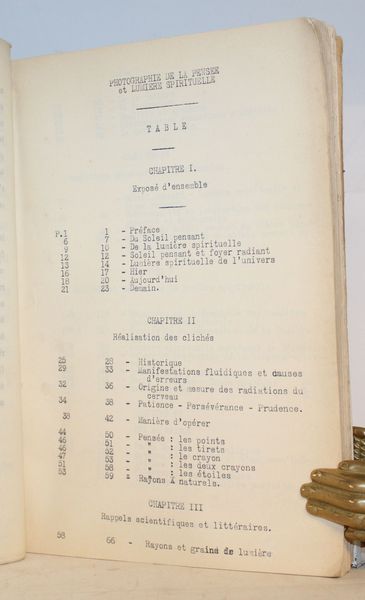 PHOTOGRAPHIE DE LA PENSEE
et LUMIERE SPIRITUELLE
T A B L E
CHAPITRE I.
Exposé d'ensemble
P.1 1 - Préface
6 7 - Du Soleil pensant
9 10 - De la lumière spirituelle
12 12 - Soleil pensant et foyer radiant
13 14 - Lumière spirituelle de l'univers
16 17 - Hier
18 20 - Aujourd'hui
21 23 - Demain.
CHAPITRE II
Réalisation des clichés
25 28 - Historique
29 33 - Manifestations fluidiques et causes
d'erreurs
32 36 - Origine et mesure des radiations du
cerveau
34 38 - Patience - Persévérance - Prudence.
38 42 - Manière d'opérer
44 50 - Pensée : les points
46 51 - " : les tirets
46 52 - " : le crayon
47 53 - " : les deux crayons
51 58 - " : les étoiles
53 59 - Rayons X naturels.
CHAPITRE III
Rappels scientifiques et littéraires.
58 66 - Rayons et grains de lumière